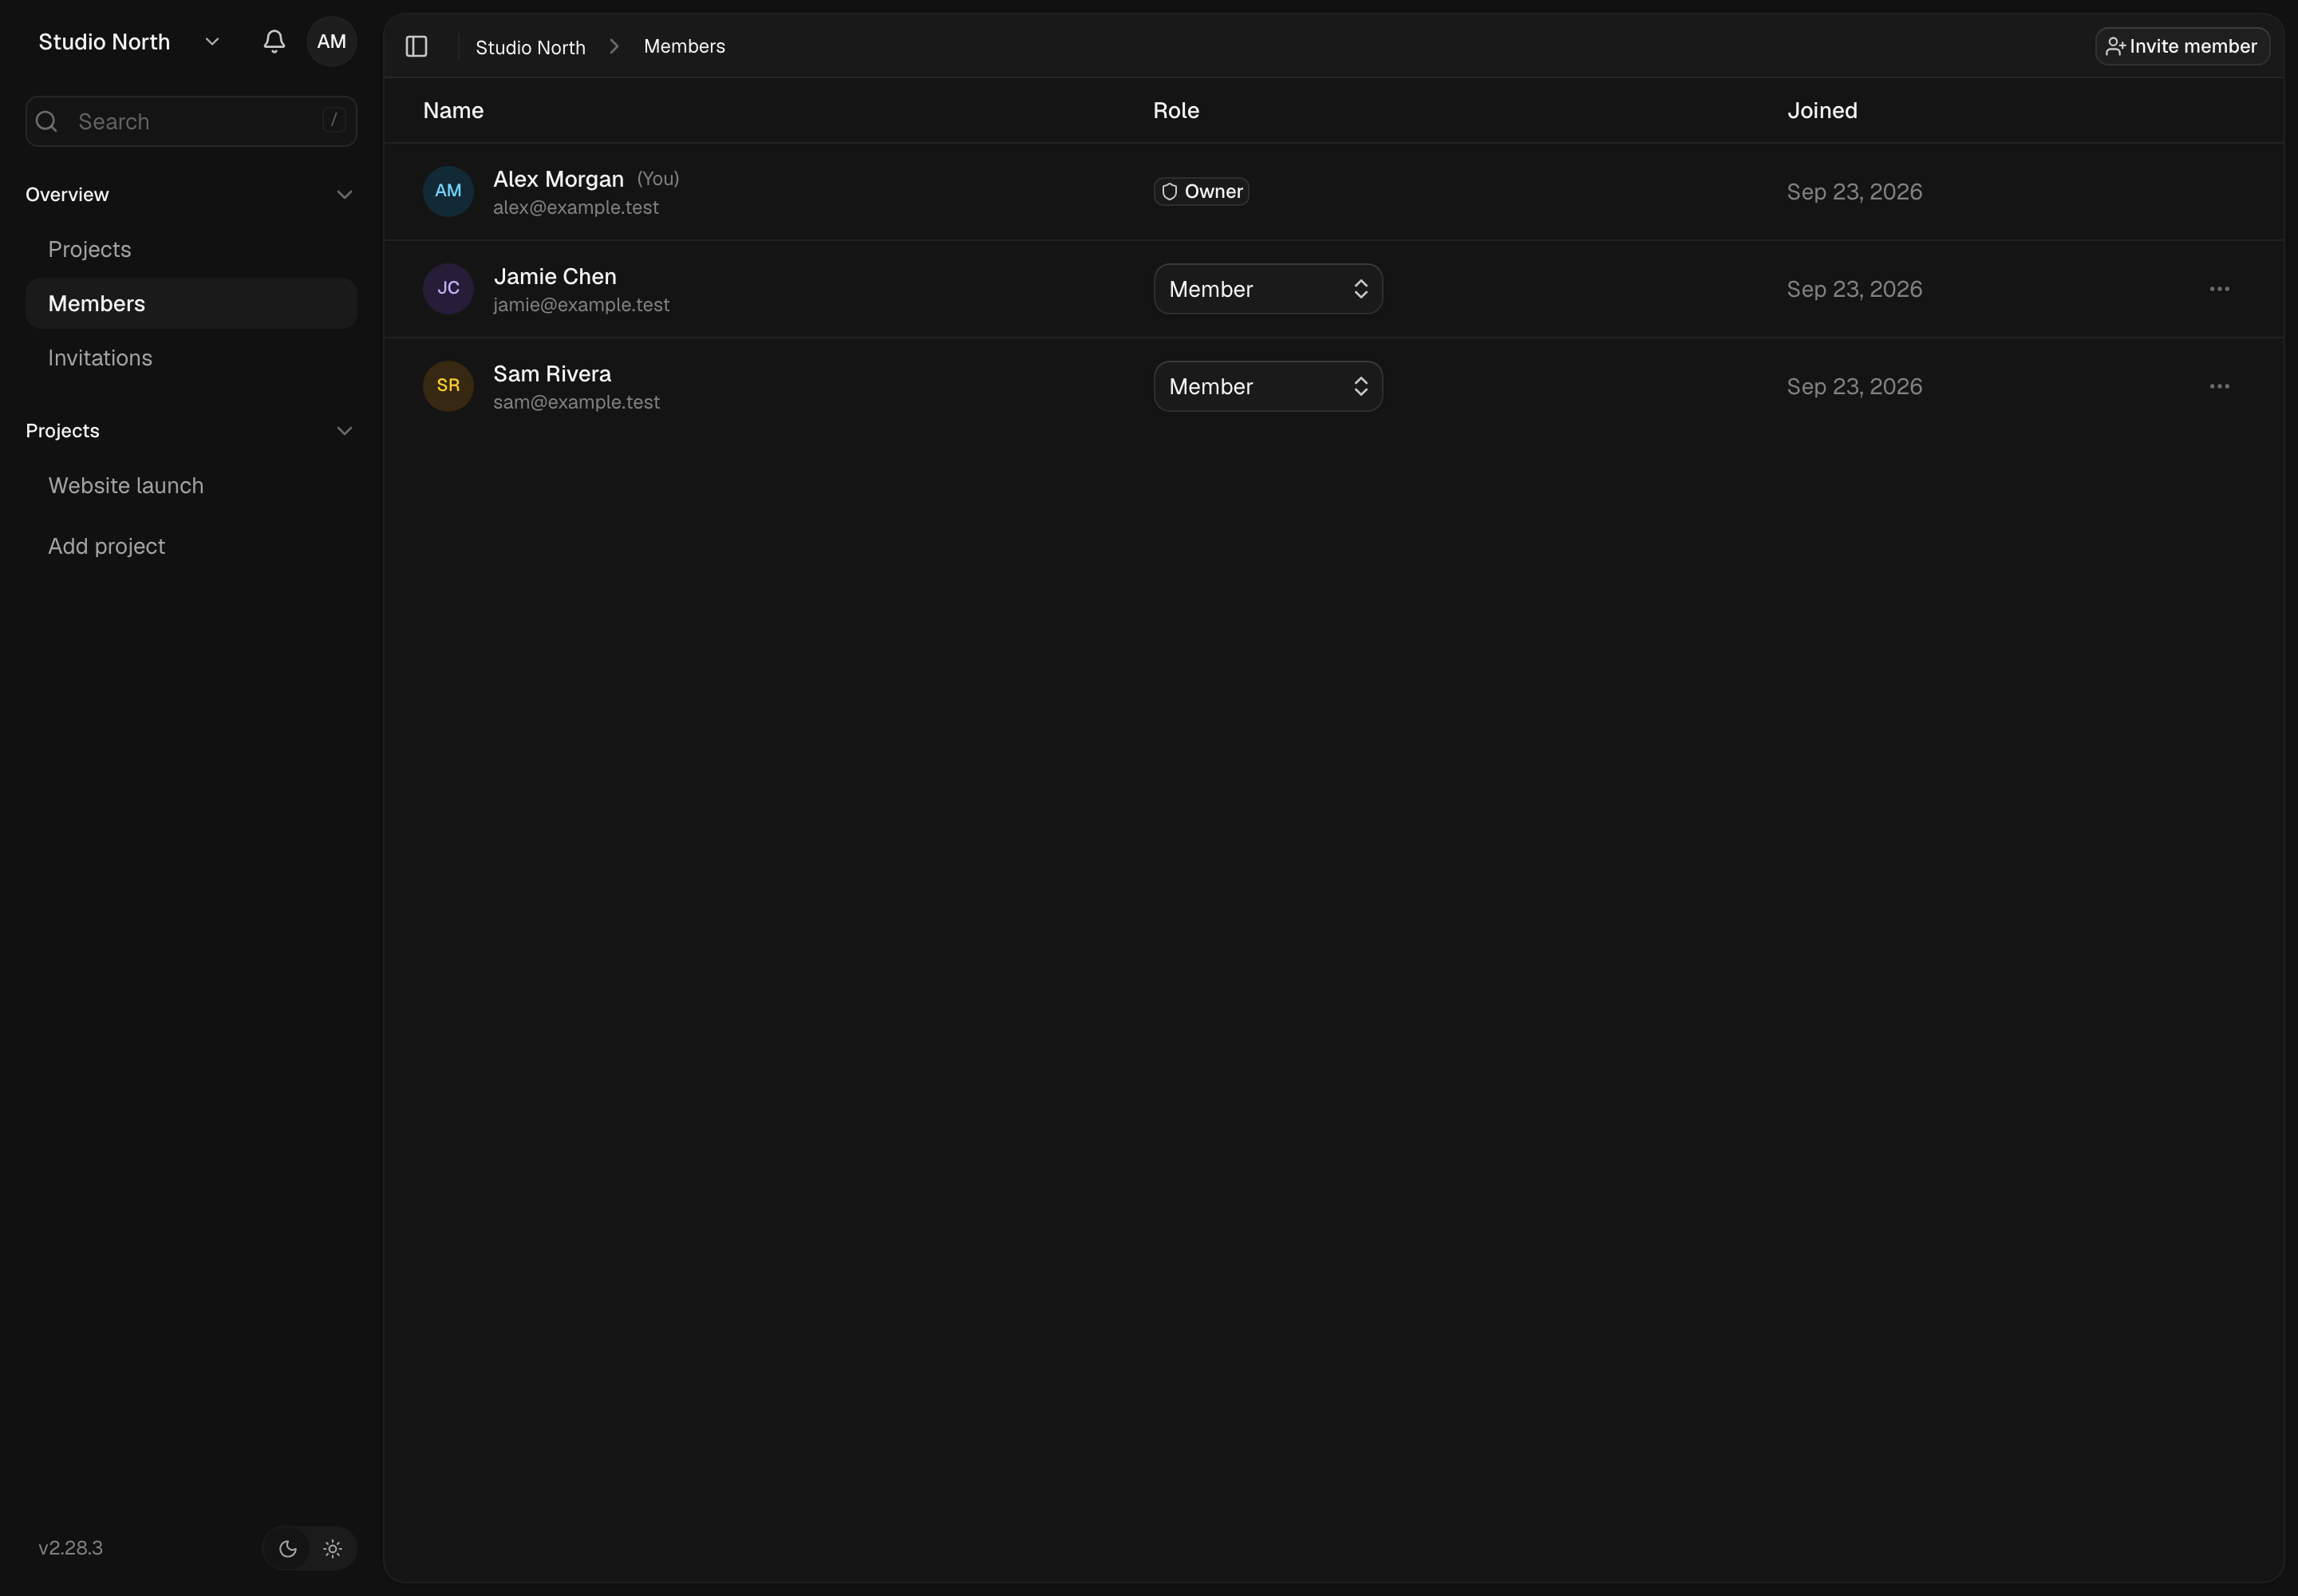 Studio North
AM
Search
/
Overview
Projects
Members
Invitations
Projects
Website launch
Add project
v2.28.3
Studio North
Members
Invite member
Name Role Joined
AM
Alex Morgan (You)
alex@example.test
Owner
Sep 23, 2026
JC
Jamie Chen
jamie@example.test
Member
Sep 23, 2026
SR
Sam Rivera
sam@example.test
Member
Sep 23, 2026